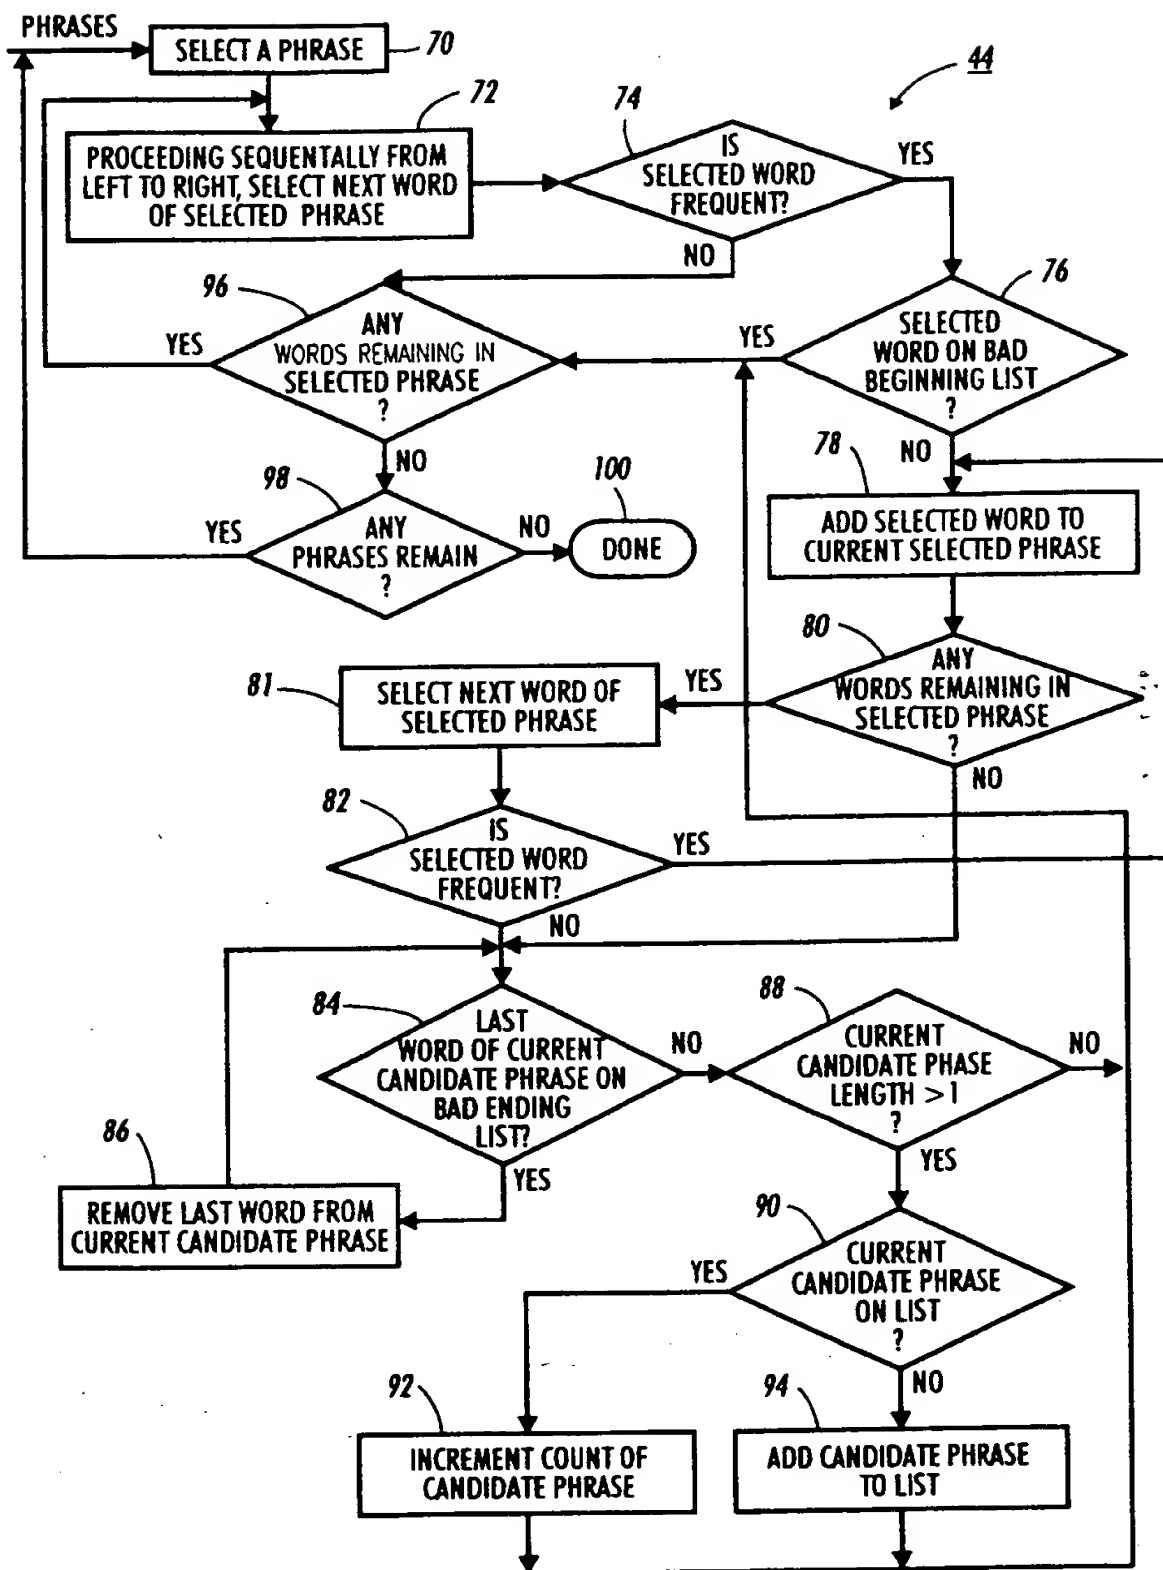 PHRASES
SELECT A PHRASE
70
44
72
PROCEEDING SEQUENTALLY FROM
LEFT TO RIGHT, SELECT NEXT WORD
OF SELECTED PHRASE
74
IS
SELECTED WORD
FREQUENT?
YES
NO
96
ANY
WORDS REMAINING IN
SELECTED PHRASE
?
YES
NO
76
SELECTED
WORD ON BAD
BEGINNING LIST
?
YES
NO
98
ANY
PHRASES REMAIN
?
YES
NO
100
DONE
78
ADD SELECTED WORD TO
CURRENT SELECTED PHRASE
80
ANY
WORDS REMAINING IN
SELECTED PHRASE
?
YES
NO
81
SELECT NEXT WORD OF
SELECTED PHRASE
82
IS
SELECTED WORD
FREQUENT?
YES
NO
84
LAST
WORD OF CURRENT
CANDIDATE PHRASE ON
BAD ENDING
LIST?
NO
YES
86
REMOVE LAST WORD FROM
CURRENT CANDIDATE PHRASE
88
CURRENT
CANDIDATE PHASE
LENGTH >1
?
NO
YES
90
CURRENT
CANDIDATE PHRASE
ON LIST
?
YES
NO
92
INCREMENT COUNT OF
CANDIDATE PHRASE
94
ADD CANDIDATE PHRASE
TO LIST